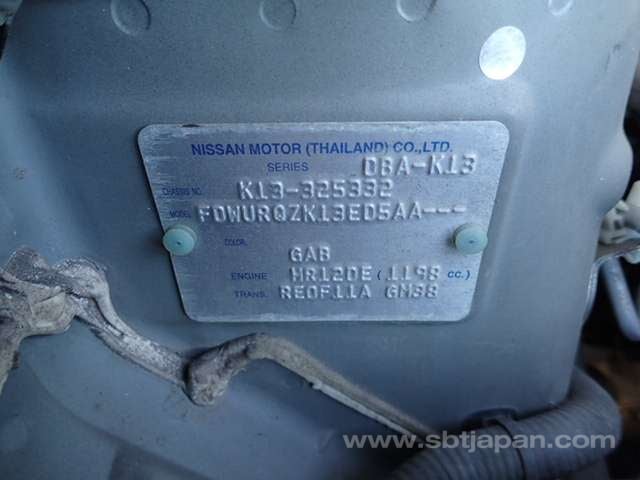 NISSAN MOTOR (THAILAND) CO.,LTD.
SERIES DBA-K13
CHASSIS NO. K13-325332
MODEL FDWURQZK13ED5AA---
COLOR
GAB
ENGINE HR12DE (1198 cc.)
TRANS. RE0F11A GM38
www.sbtjapan.com